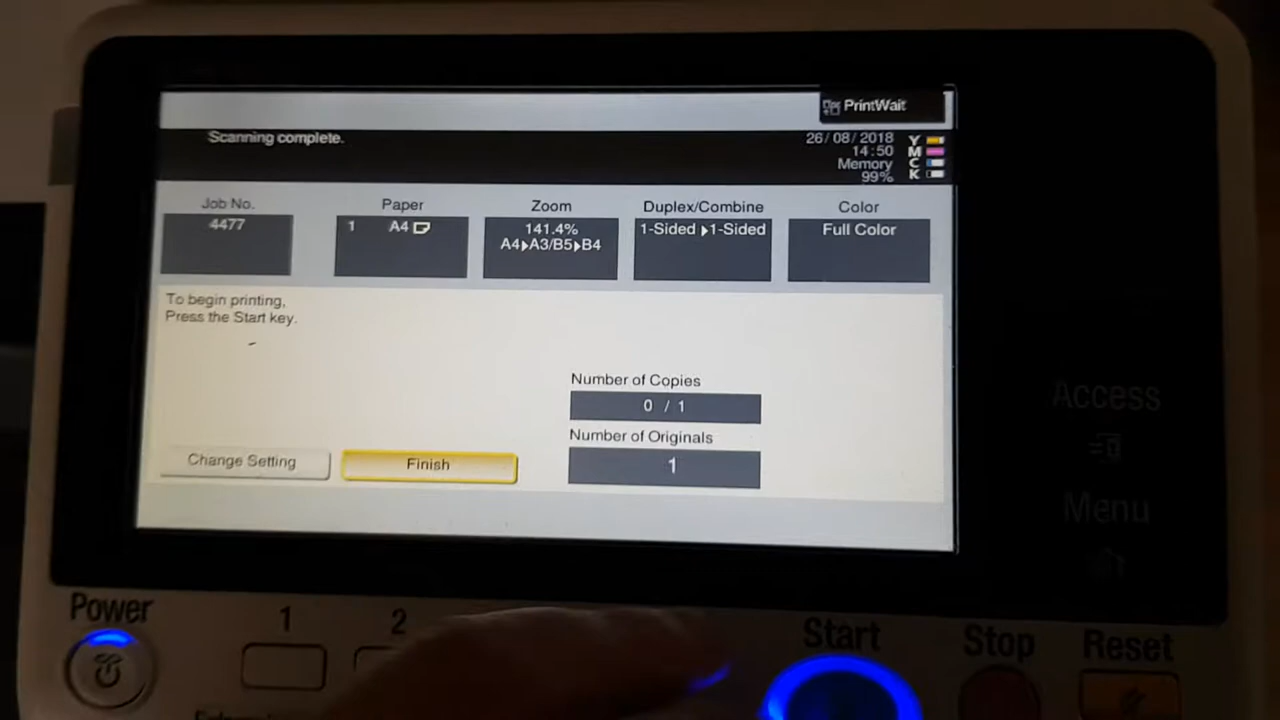 PrintWait
Scanning complete.
26/08/2018
14:50
Memory
99%
Y
M
C
K
Job No.
4477
Paper
1 A4
Zoom
141.4%
A4▶A3/B5▶B4
Duplex/Combine
1-Sided ▶1-Sided
Color
Full Color
To begin printing,
Press the Start key.
Number of Copies
0 / 1
Number of Originals
1
Change Setting
Finish
Access
Menu
Power
1
2
Start
Stop
Reset